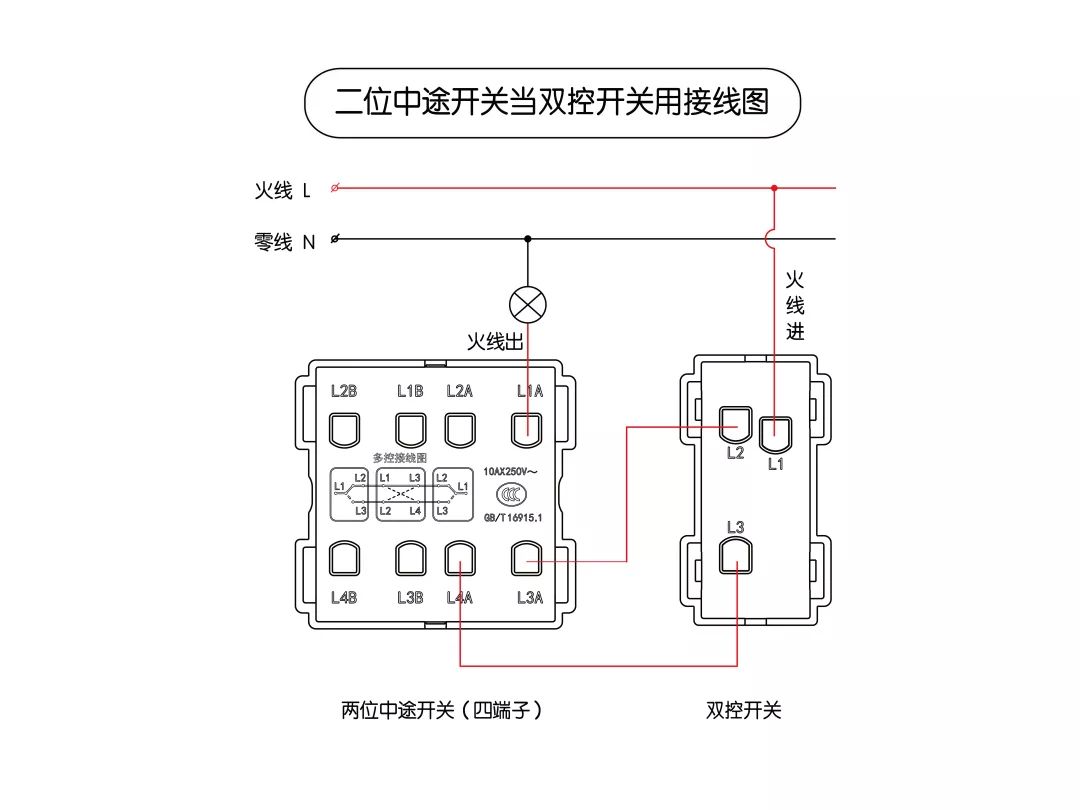 二位中途开关当双控开关用接线图
火线 L
零线 N
火线进
火线出
L2B L1B L2A L1A
多控接线图
L1 L2 L3
L1 L3 L2 L4
L2 L1 L3
10AX250V～
CCC
GB/T16915.1
L4B L3B L4A L3A
L2
L1
L3
两位中途开关（四端子）
双控开关